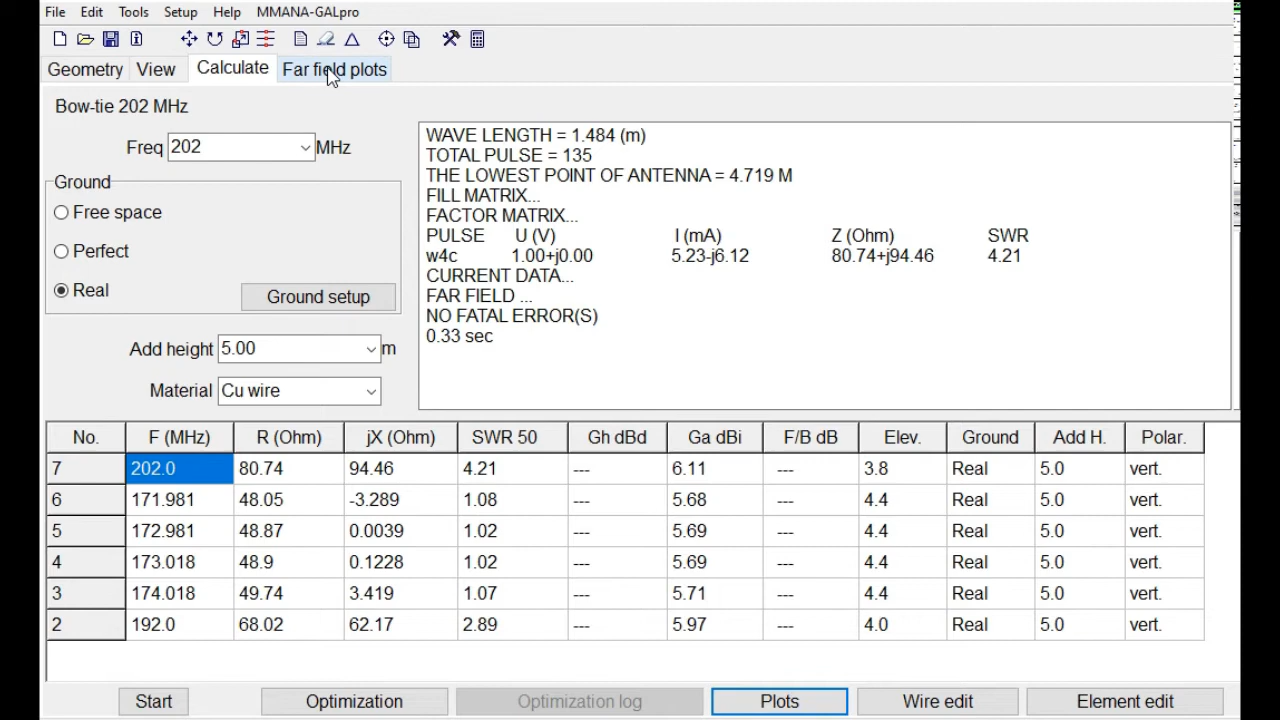 File Edit Tools Setup Help MMANA-GALpro
Geometry View Calculate Far field plots
Bow-tie 202 MHz
Freq 202 MHz
Ground
Free space
Perfect
Real
Ground setup
Add height 5.00 m
Material Cu wire
WAVE LENGTH = 1.484 (m)
TOTAL PULSE = 135
THE LOWEST POINT OF ANTENNA = 4.719 M
FILL MATRIX...
FACTOR MATRIX...
PULSE U (V) I (mA) Z (Ohm) SWR
w4c 1.00+j0.00 5.23-j6.12 80.74+j94.46 4.21
CURRENT DATA...
FAR FIELD ...
NO FATAL ERROR(S)
0.33 sec
No. F (MHz) R (Ohm) jX (Ohm) SWR 50 Gh dBd Ga dBi F/B dB Elev. Ground Add H. Polar.
7 202.0 80.74 94.46 4.21 --- 6.11 --- 3.8 Real 5.0 vert.
6 171.981 48.05 -3.289 1.08 --- 5.68 --- 4.4 Real 5.0 vert.
5 172.981 48.87 0.0039 1.02 --- 5.69 --- 4.4 Real 5.0 vert.
4 173.018 48.9 0.1228 1.02 --- 5.69 --- 4.4 Real 5.0 vert.
3 174.018 49.74 3.419 1.07 --- 5.71 --- 4.4 Real 5.0 vert.
2 192.0 68.02 62.17 2.89 --- 5.97 --- 4.0 Real 5.0 vert.
Start Optimization Optimization log Plots Wire edit Element edit